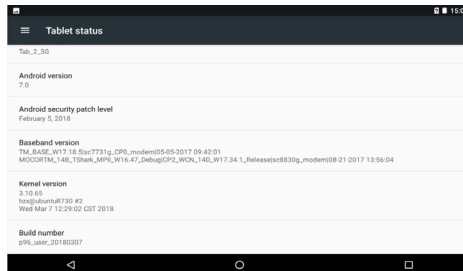 15:0
Tablet status
Tab_2_3G
Android version
7.0
Android security patch level
February 5, 2018
Baseband version
TM_BASE_W17.18.5|sc7731g_CP0_modem|05-05-2017 09:42:01
MOCORTM_14B_TShark_MPII_W16.47_Debug|CP2_WCN_14D_W17.34.1_Release|sc8830g_modem|08-21-2017 13:56:04
Kernel version
3.10.65
hzx@ubuntuR730 #2
Wed Mar 7 12:29:02 CST 2018
Build number
p96_user_20180307